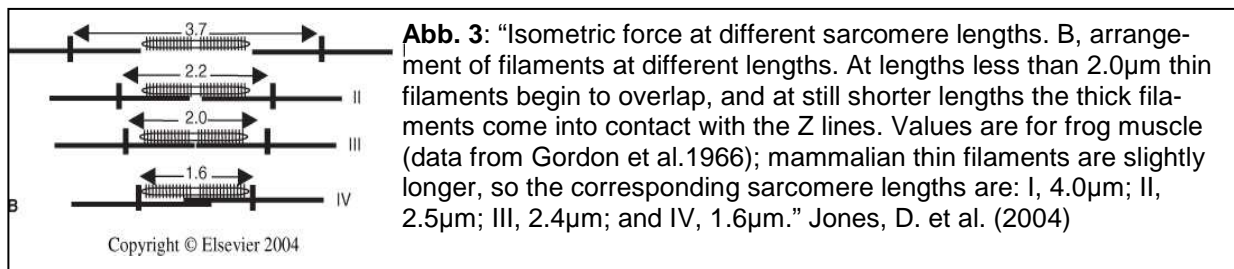 3.7
2.2
II
2.0
III
1.6
IV
B
Copyright © Elsevier 2004
Abb. 3: “Isometric force at different sarcomere lengths. B, arrange-
ment of filaments at different lengths. At lengths less than 2.0µm thin
filaments begin to overlap, and at still shorter lengths the thick fila-
ments come into contact with the Z lines. Values are for frog muscle
(data from Gordon et al.1966); mammalian thin filaments are slightly
longer, so the corresponding sarcomere lengths are: I, 4.0µm; II,
2.5µm; III, 2.4µm; and IV, 1.6µm.” Jones, D. et al. (2004)